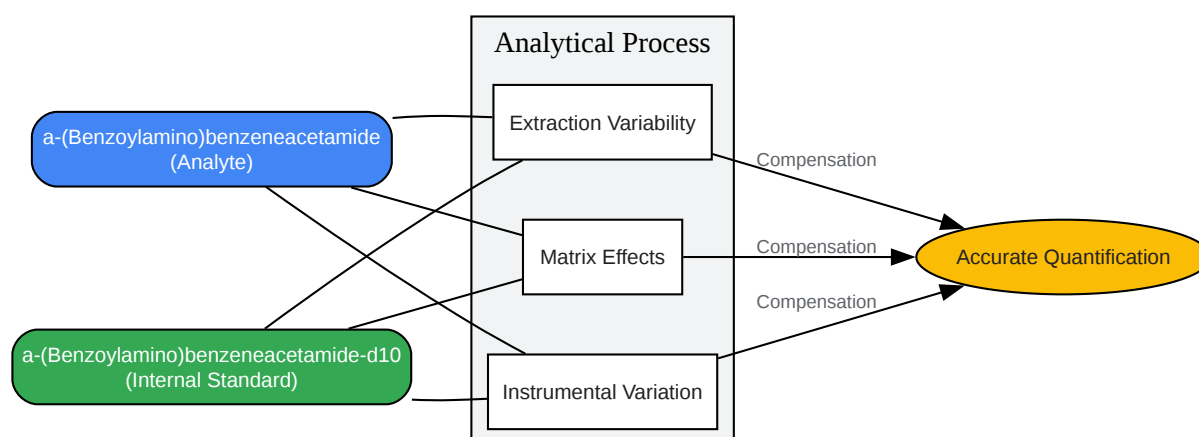 Analytical Process
a-(Benzoylamino)benzeneacetamide
(Analyte)
Extraction Variability
Compensation
Matrix Effects
Compensation
Accurate Quantification
Compensation
a-(Benzoylamino)benzeneacetamide-d10
(Internal Standard)
Instrumental Variation